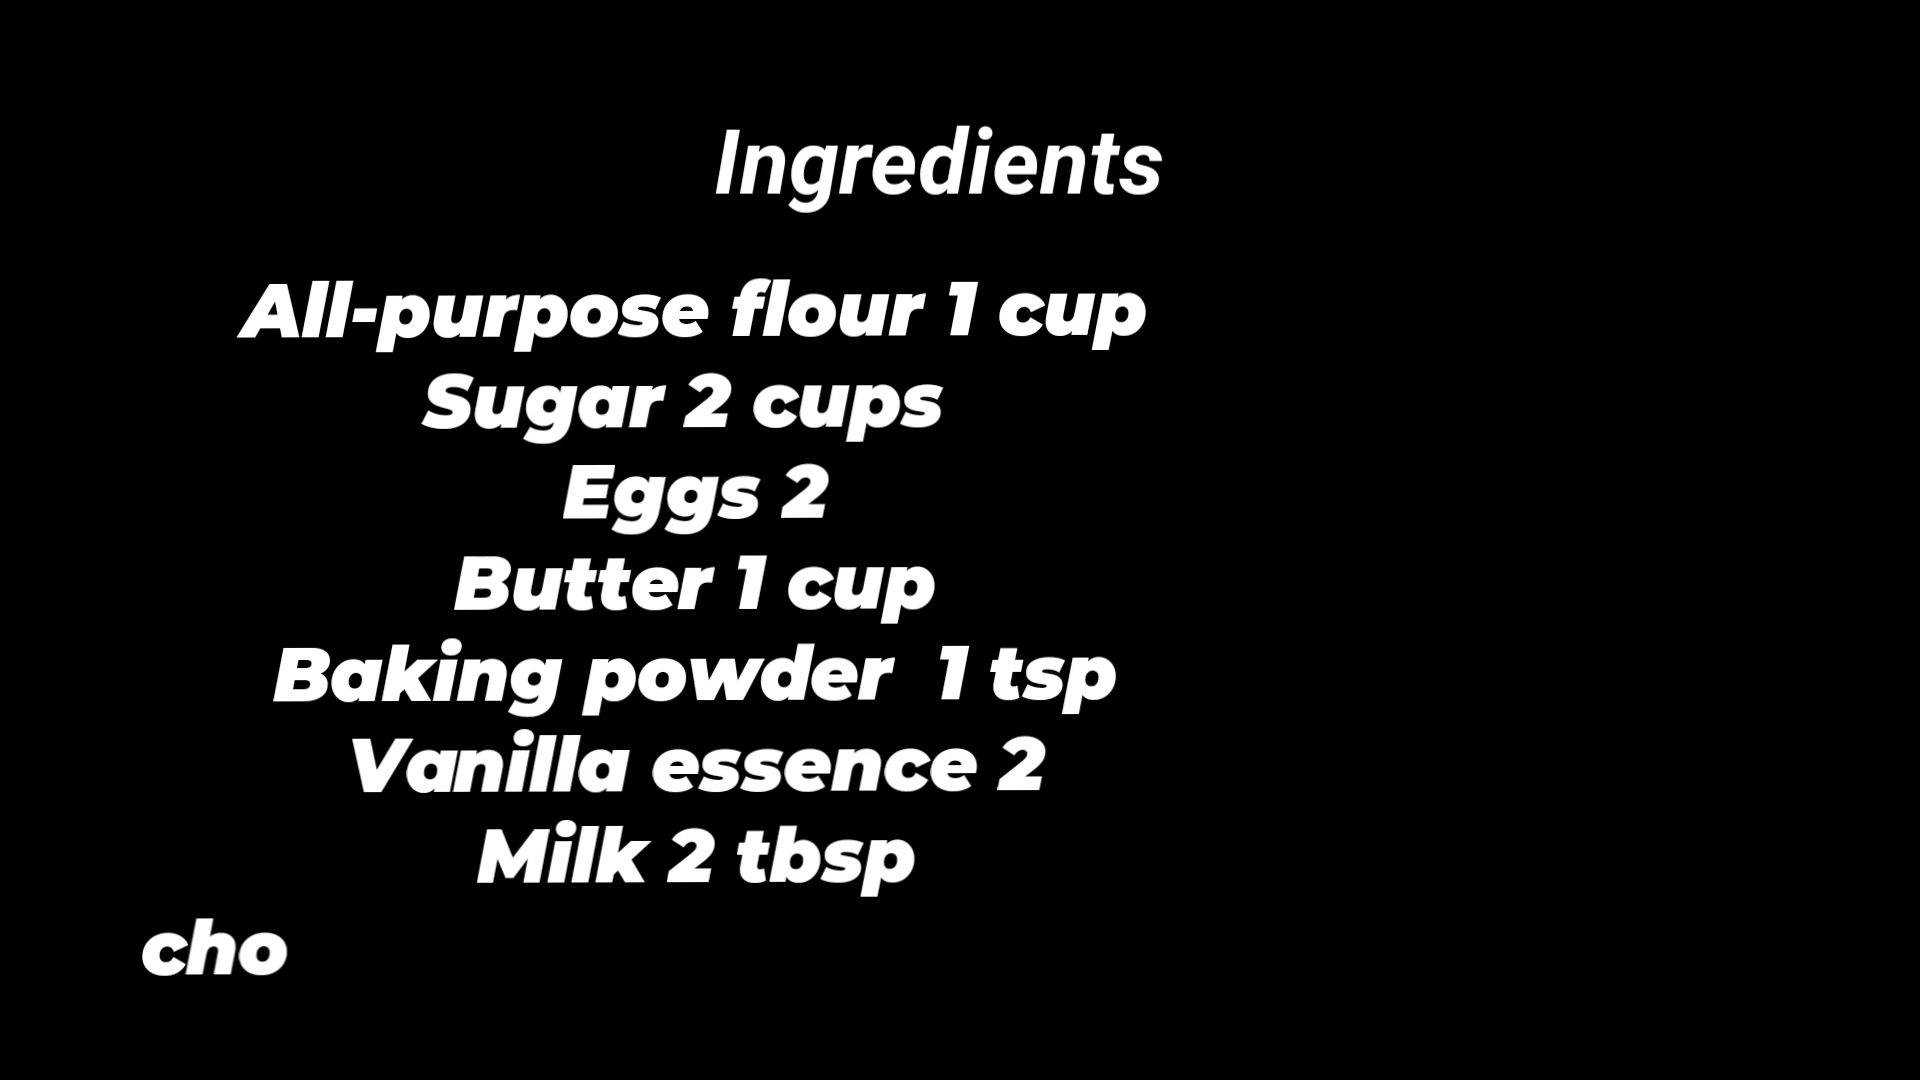 Ingredients
All-purpose flour 1 cup
Sugar 2 cups
Eggs 2
Butter 1 cup
Baking powder  1 tsp
Vanilla essence 2
Milk 2 tbsp
cho